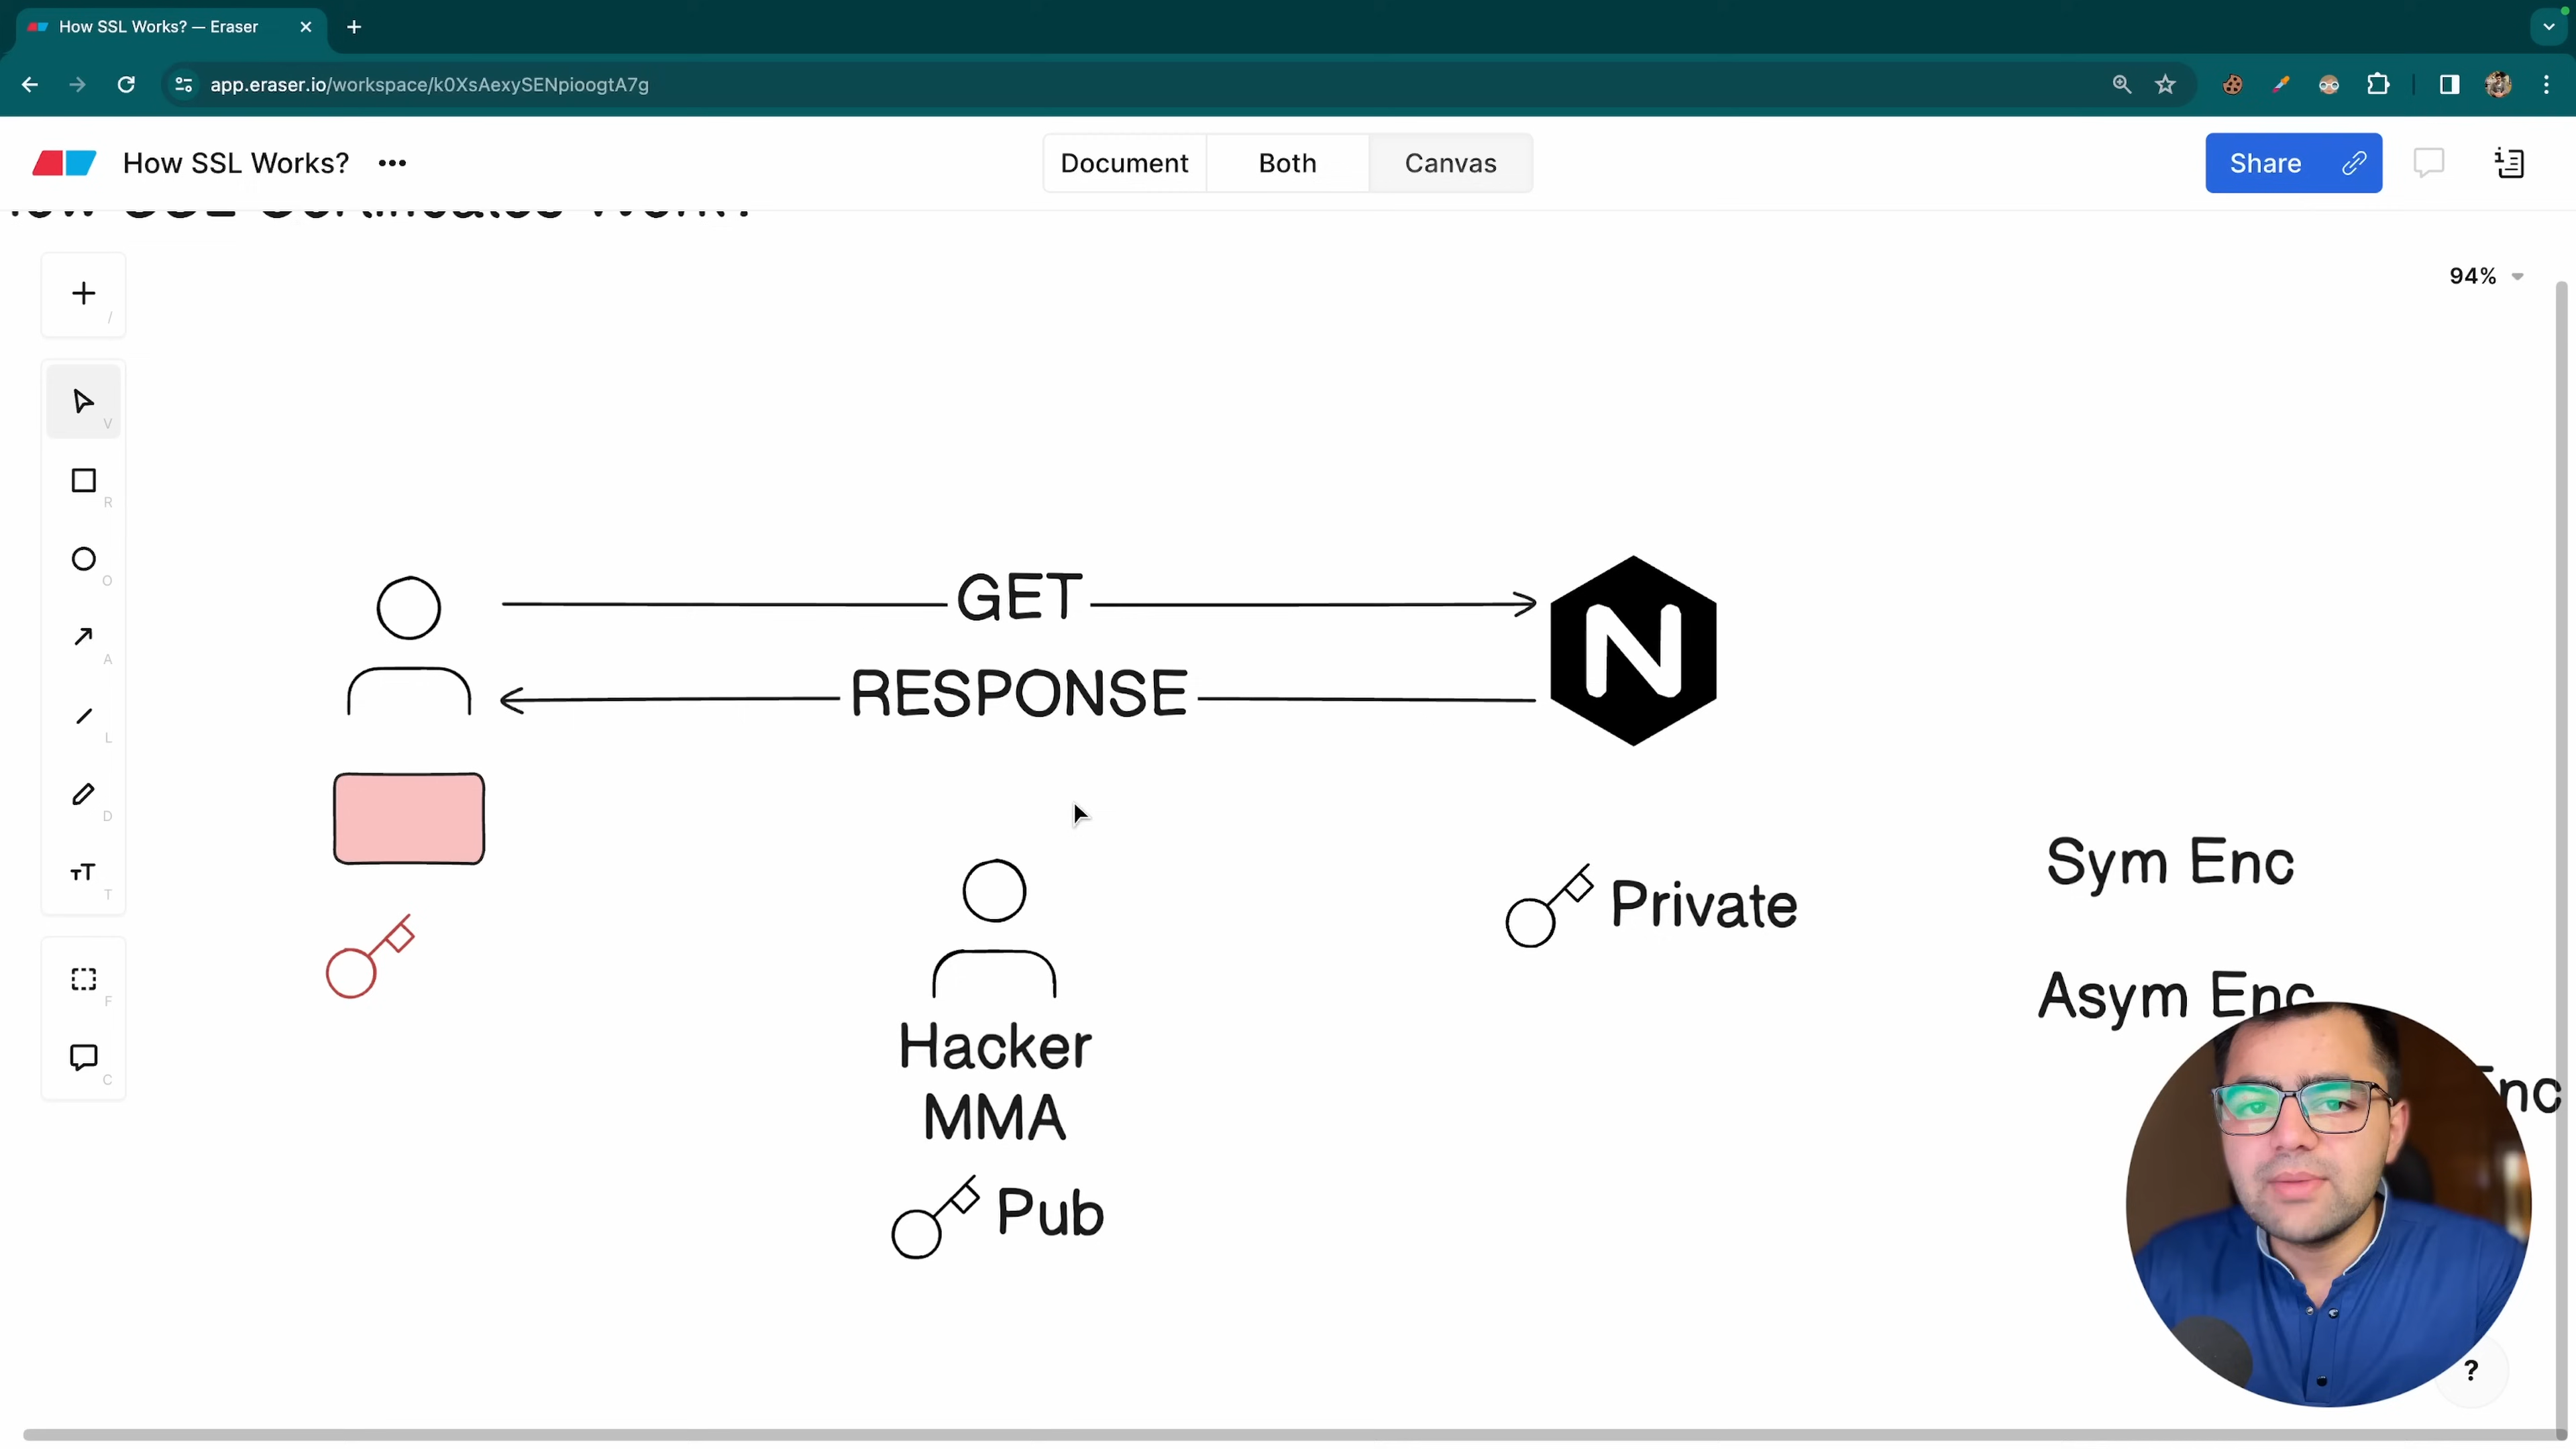 How SSL Works? — Eraser
app.eraser.io/workspace/k0XsAexySENpioogtA7g
How SSL Works?
Document
Both
Canvas
Share
94%
/
V
R
O
A
L
D
T
F
C
GET
RESPONSE
N
Private
Hacker
MMA
Pub
Sym Enc
Asym Enc
?